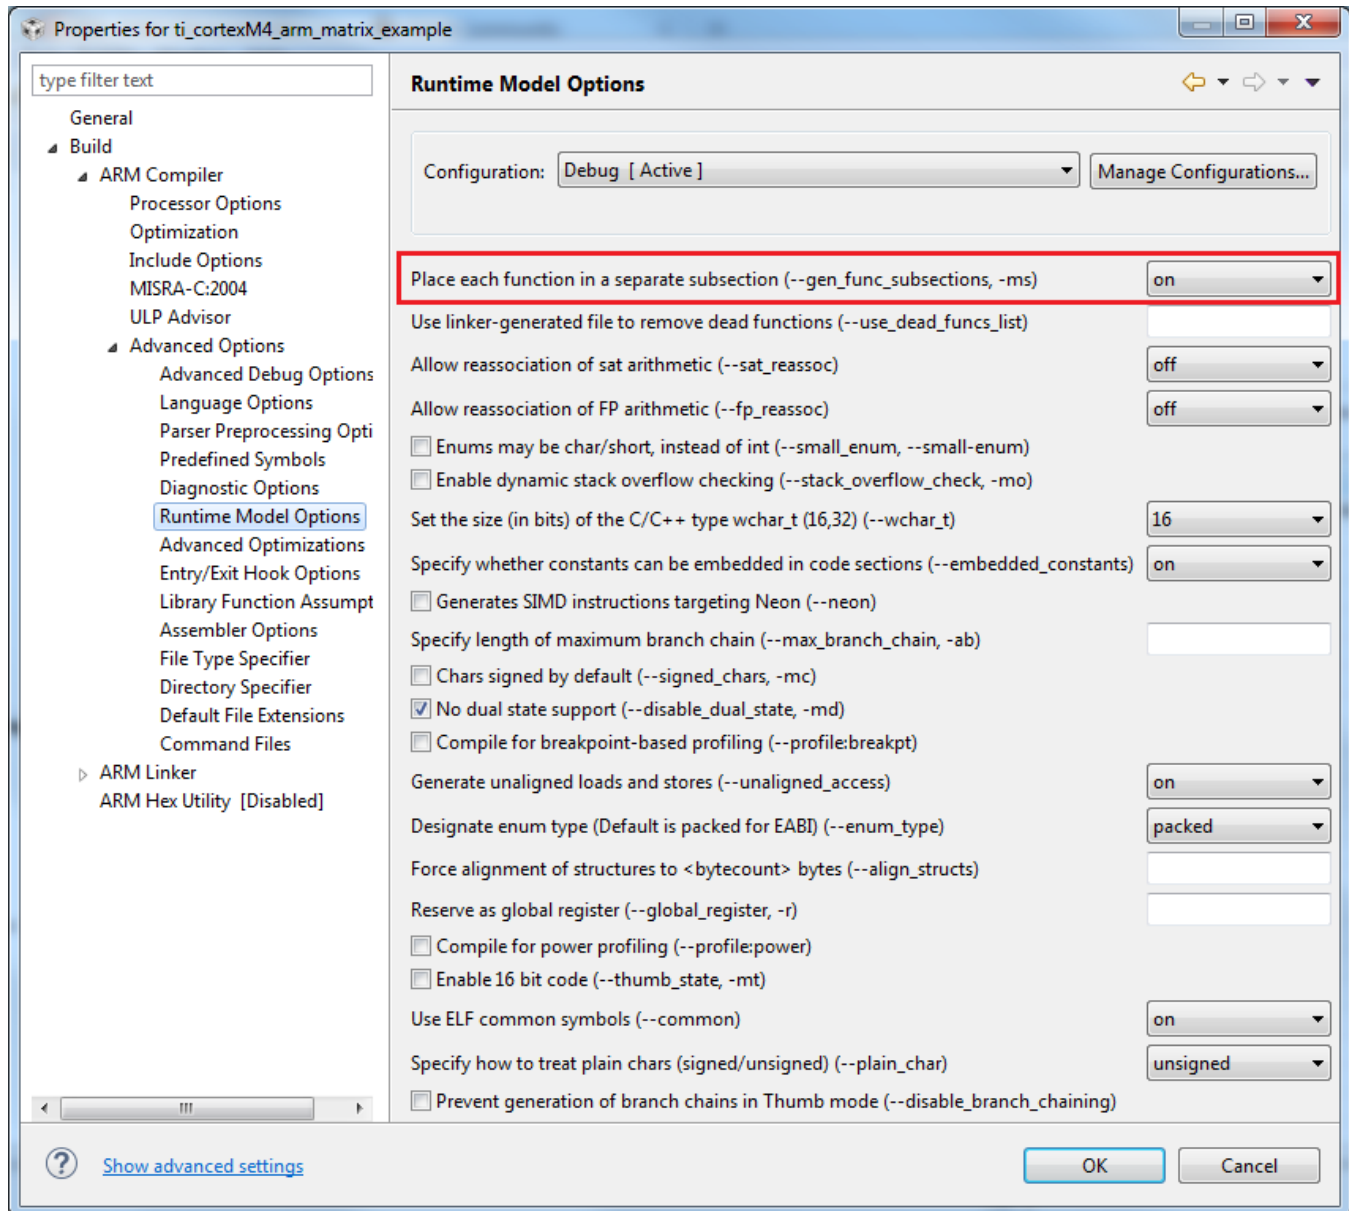 Properties for ti_cortexM4_arm_matrix_example
type filter text
General
Build
ARM Compiler
Processor Options
Optimization
Include Options
MISRA-C:2004
ULP Advisor
Advanced Options
Advanced Debug Options
Language Options
Parser Preprocessing Opti
Predefined Symbols
Diagnostic Options
Runtime Model Options
Advanced Optimizations
Entry/Exit Hook Options
Library Function Assumpt
Assembler Options
File Type Specifier
Directory Specifier
Default File Extensions
Command Files
ARM Linker
ARM Hex Utility [Disabled]
Runtime Model Options
Configuration: Debug [ Active ] Manage Configurations...
Place each function in a separate subsection (--gen_func_subsections, -ms) on
Use linker-generated file to remove dead functions (--use_dead_funcs_list)
Allow reassociation of sat arithmetic (--sat_reassoc) off
Allow reassociation of FP arithmetic (--fp_reassoc) off
Enums may be char/short, instead of int (--small_enum, --small-enum)
Enable dynamic stack overflow checking (--stack_overflow_check, -mo)
Set the size (in bits) of the C/C++ type wchar_t (16,32) (--wchar_t) 16
Specify whether constants can be embedded in code sections (--embedded_constants) on
Generates SIMD instructions targeting Neon (--neon)
Specify length of maximum branch chain (--max_branch_chain, -ab)
Chars signed by default (--signed_chars, -mc)
No dual state support (--disable_dual_state, -md)
Compile for breakpoint-based profiling (--profile:breakpt)
Generate unaligned loads and stores (--unaligned_access) on
Designate enum type (Default is packed for EABI) (--enum_type) packed
Force alignment of structures to <bytecount> bytes (--align_structs)
Reserve as global register (--global_register, -r)
Compile for power profiling (--profile:power)
Enable 16 bit code (--thumb_state, -mt)
Use ELF common symbols (--common) on
Specify how to treat plain chars (signed/unsigned) (--plain_char) unsigned
Prevent generation of branch chains in Thumb mode (--disable_branch_chaining)
Show advanced settings
OK Cancel